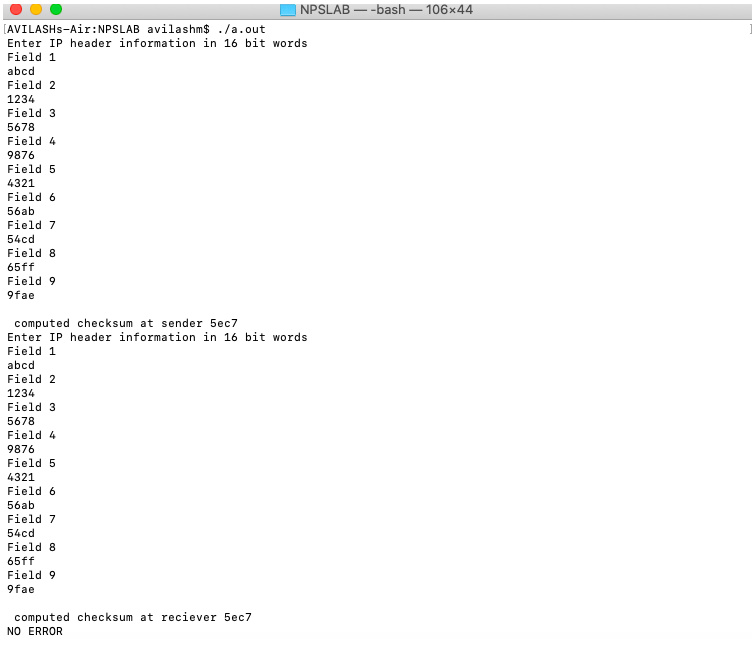 NPSLAB — -bash — 106×44
[AVILASHs-Air:NPSLAB avilashm$ ./a.out ]
Enter IP header information in 16 bit words
Field 1
abcd
Field 2
1234
Field 3
5678
Field 4
9876
Field 5
4321
Field 6
56ab
Field 7
54cd
Field 8
65ff
Field 9
9fae
computed checksum at sender 5ec7
Enter IP header information in 16 bit words
Field 1
abcd
Field 2
1234
Field 3
5678
Field 4
9876
Field 5
4321
Field 6
56ab
Field 7
54cd
Field 8
65ff
Field 9
9fae
computed checksum at reciever 5ec7
NO ERROR